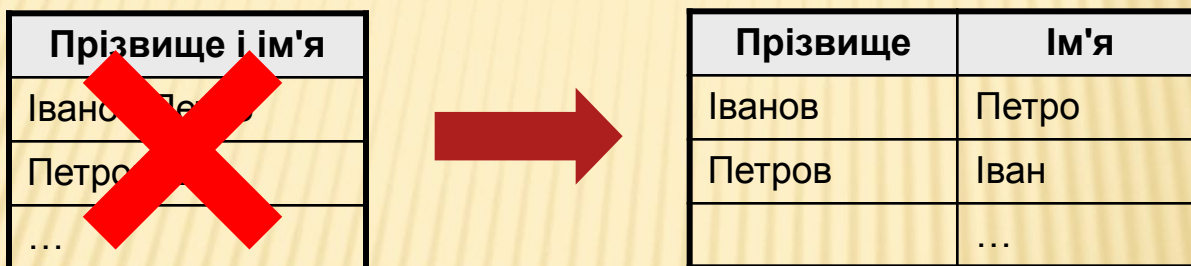 Прізвище і ім'я
…
Прізвище Ім'я
Іванов Петро
Петров Іван
…